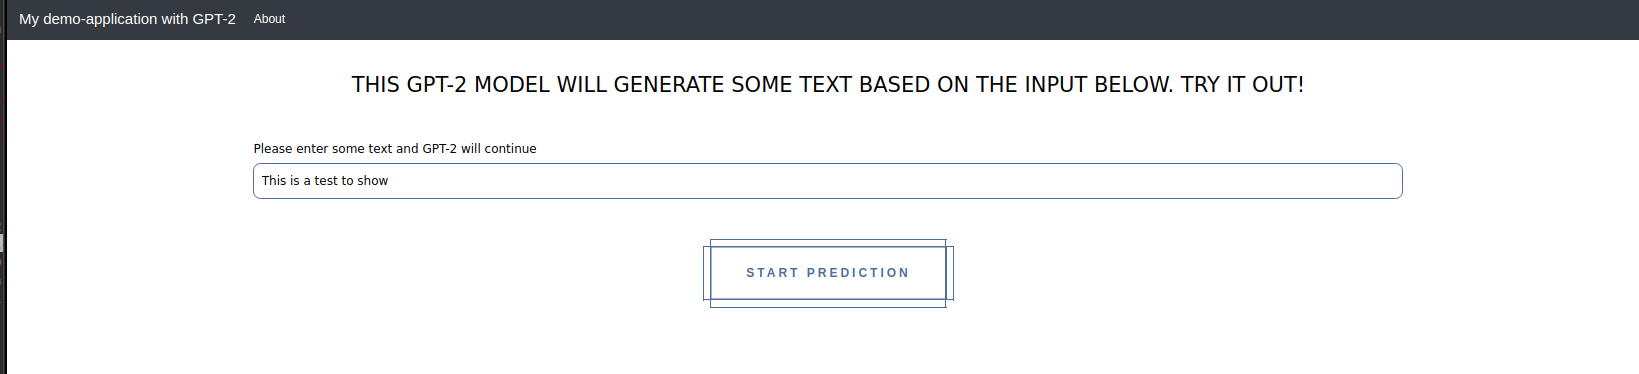 My demo-application with GPT-2 About
THIS GPT-2 MODEL WILL GENERATE SOME TEXT BASED ON THE INPUT BELOW. TRY IT OUT!
Please enter some text and GPT-2 will continue
This is a test to show
START PREDICTION